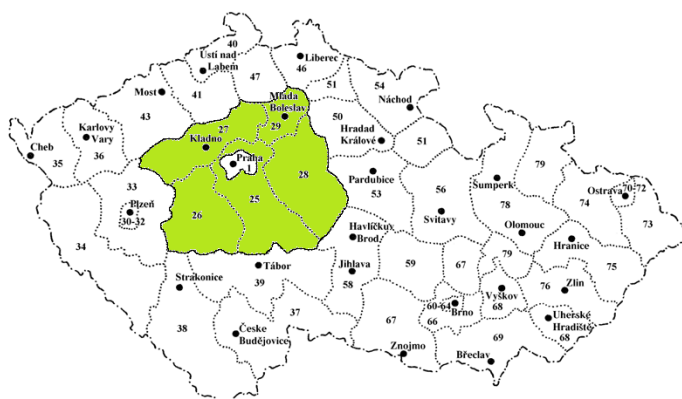 40
Ústí nad
Labem
46
Liberec
47
51
54
Most
41
Mladá
Boleslav
Náchod
43
50
27
29
Hradad
Králové
51
Karlovy
Vary
Kladno
Cheb
35
36
Praha
1
79
28
Pardubice
53
Šumperk
Ostrava
70-72
33
56
74
78
Plzeň
30-32
25
26
Svitavy
73
Havlíčkův
Brod
Olomouc
Hranice
34
Tábor
39
Jihlava
58
59
67
79
75
Strakonice
76
Zlín
Vyškov
68
60-64
Brno
66
38
37
67
Uherské
Hradiště
68
České
Budějovice
69
Znojmo
Břeclav